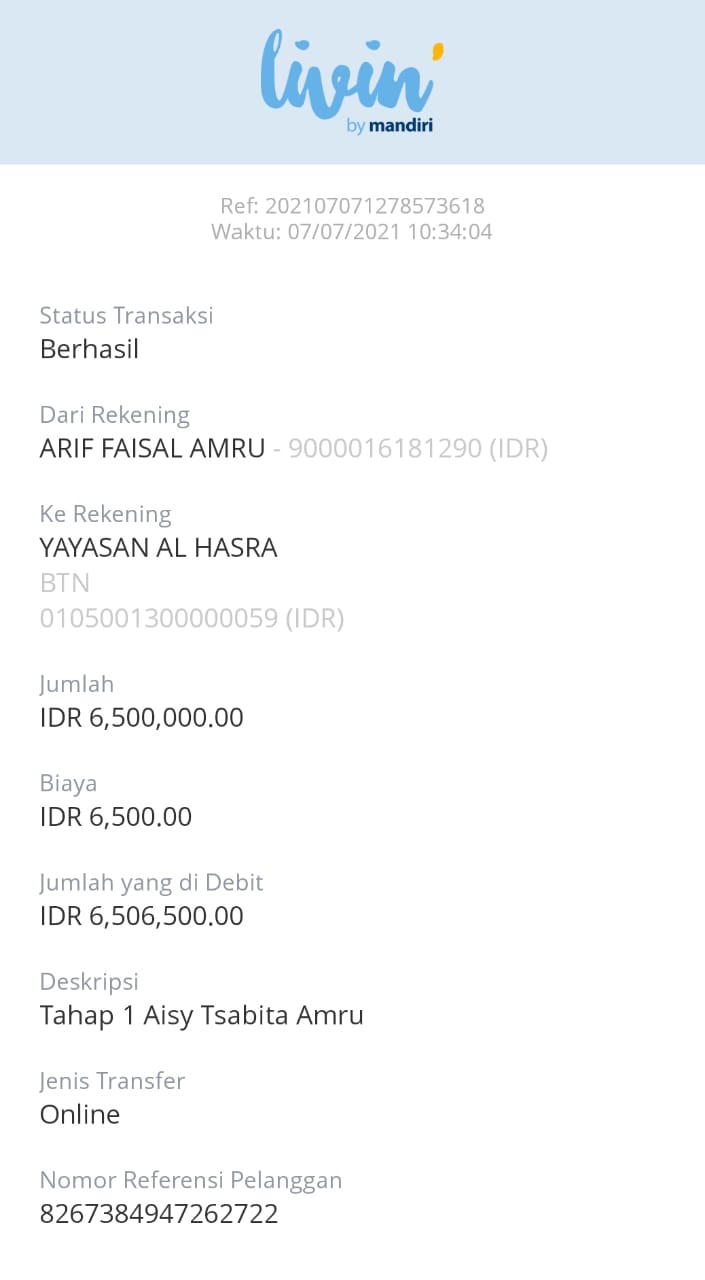 livin'
by mandiri
Ref: 202107071278573618
Waktu: 07/07/2021 10:34:04
Status Transaksi
Berhasil
Dari Rekening
ARIF FAISAL AMRU - 9000016181290 (IDR)
Ke Rekening
YAYASAN AL HASRA
BTN
0105001300000059 (IDR)
Jumlah
IDR 6,500,000.00
Biaya
IDR 6,500.00
Jumlah yang di Debit
IDR 6,506,500.00
Deskripsi
Tahap 1 Aisy Tsabita Amru
Jenis Transfer
Online
Nomor Referensi Pelanggan
8267384947262722